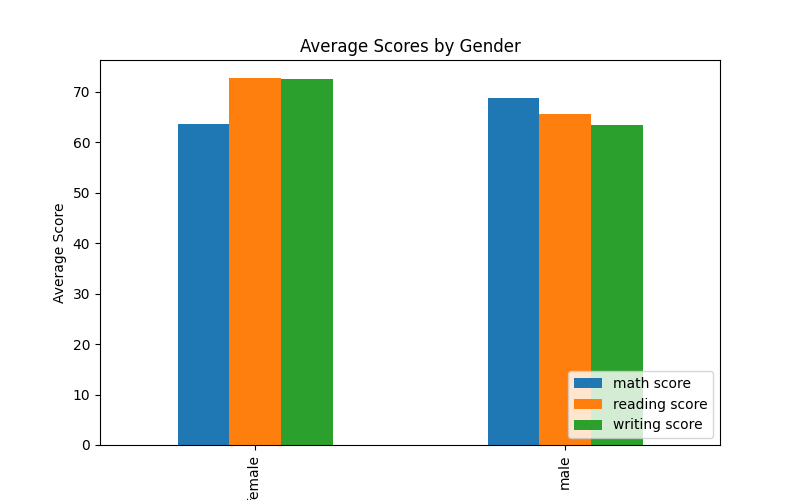 Average Scores by Gender
Average Score
70
60
50
40
30
20
10
0
female
male
math score
reading score
writing score